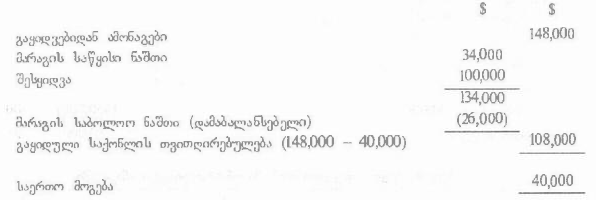 $ $
გაყიდვებიდან ამონაგები 148,000
მარაგის საწყისი ნაშთი 34,000
შესყიდვა 100,000
134,000
მარაგის საბოლოო ნაშთი (დამაბალანსებელი) (26,000)
გაყიდული საქონლის თვითღირებულება (148,000 – 40,000) 108,000
საერთო მოგება 40,000